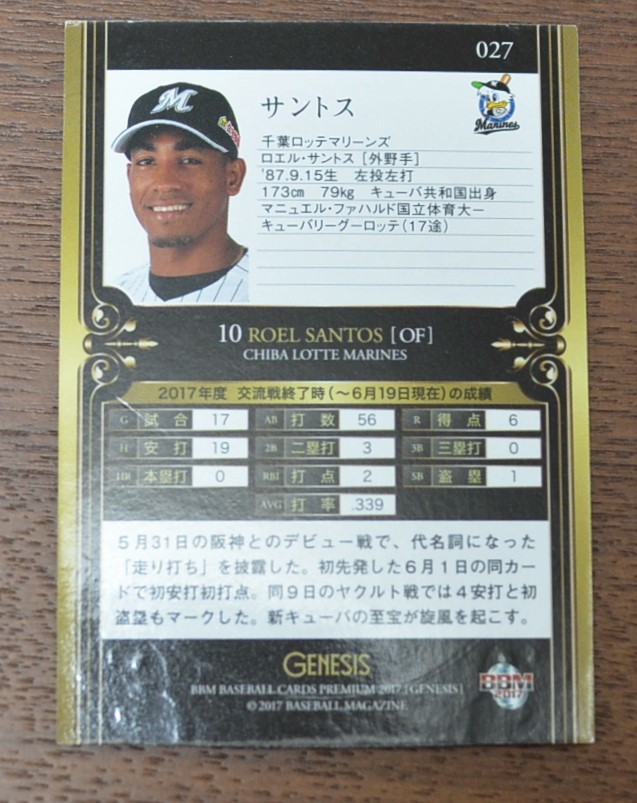 027
M
サントス
Marines
千葉ロッテマリーンズ
ロエル・サントス [外野手]
'87.9.15生 左投左打
173㎝ 79㎏ キューバ共和国出身
マニュエル・ファハルド国立体育大ー
キューバリーグーロッテ(17途)
10 ROEL SANTOS [OF]
CHIBA LOTTE MARINES
2017年度 交流戦終了時(〜6月19日現在)の成績
G 試合 17 AB 打数 56 R 得点 6
H 安打 19 2B 二塁打 3 3B 三塁打 0
HR 本塁打 0 RBI 打点 2 SB 盗塁 1
AVG 打率 .339
5月31日の阪神とのデビュー戦で、代名詞になった
「走り打ち」を披露した。初先発した6月1日の同カー
ドで初安打初打点。同9日のヤクルト戦では4安打と初
盗塁もマークした。新キューバの至宝が旋風を起こす。
GENESIS
BBM BASEBALL CARDS PREMIUM 2017 [GENESIS]
© 2017 BASEBALL MAGAZINE
BBM
2017